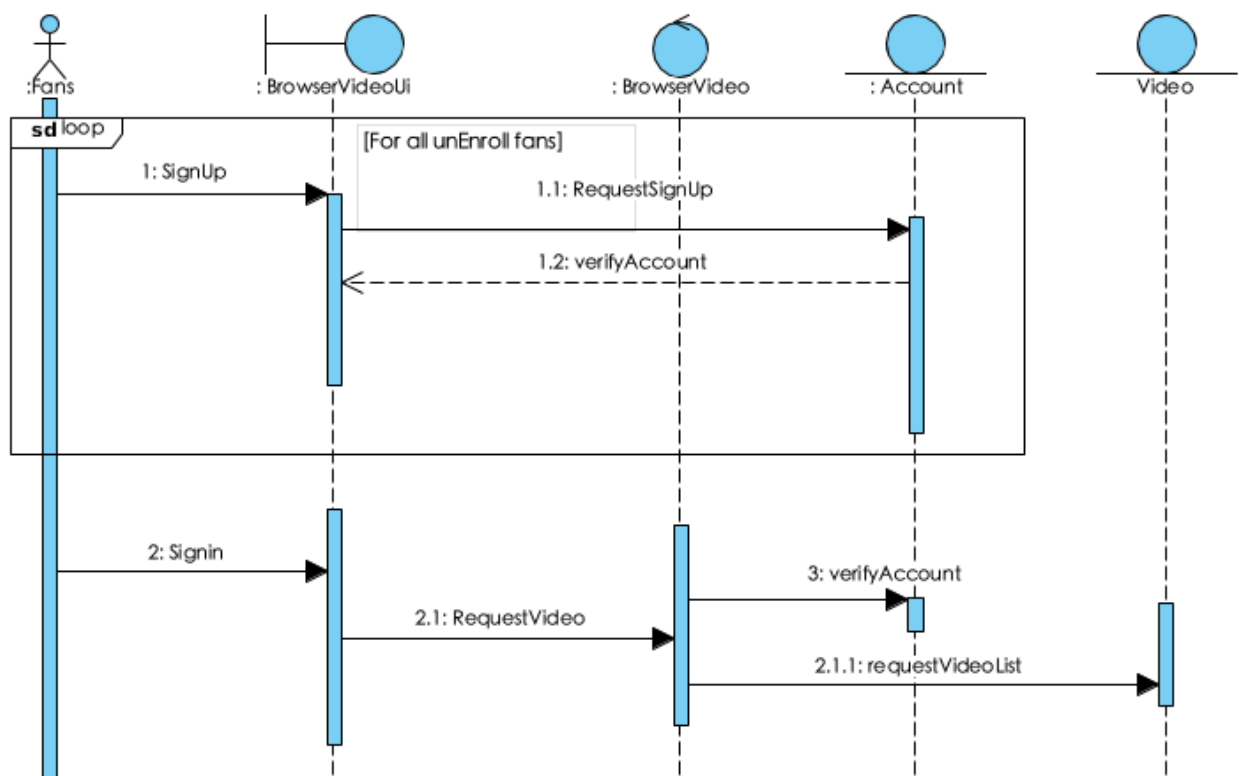 :Fans
: BrowserVideoUi
: BrowserVideo
: Account
Video
sd loop
[For all unEnroll fans]
1: SignUp
1.1: RequestSignUp
1.2: verifyAccount
2: Signin
3: verifyAccount
2.1: RequestVideo
2.1.1: requestVideoList